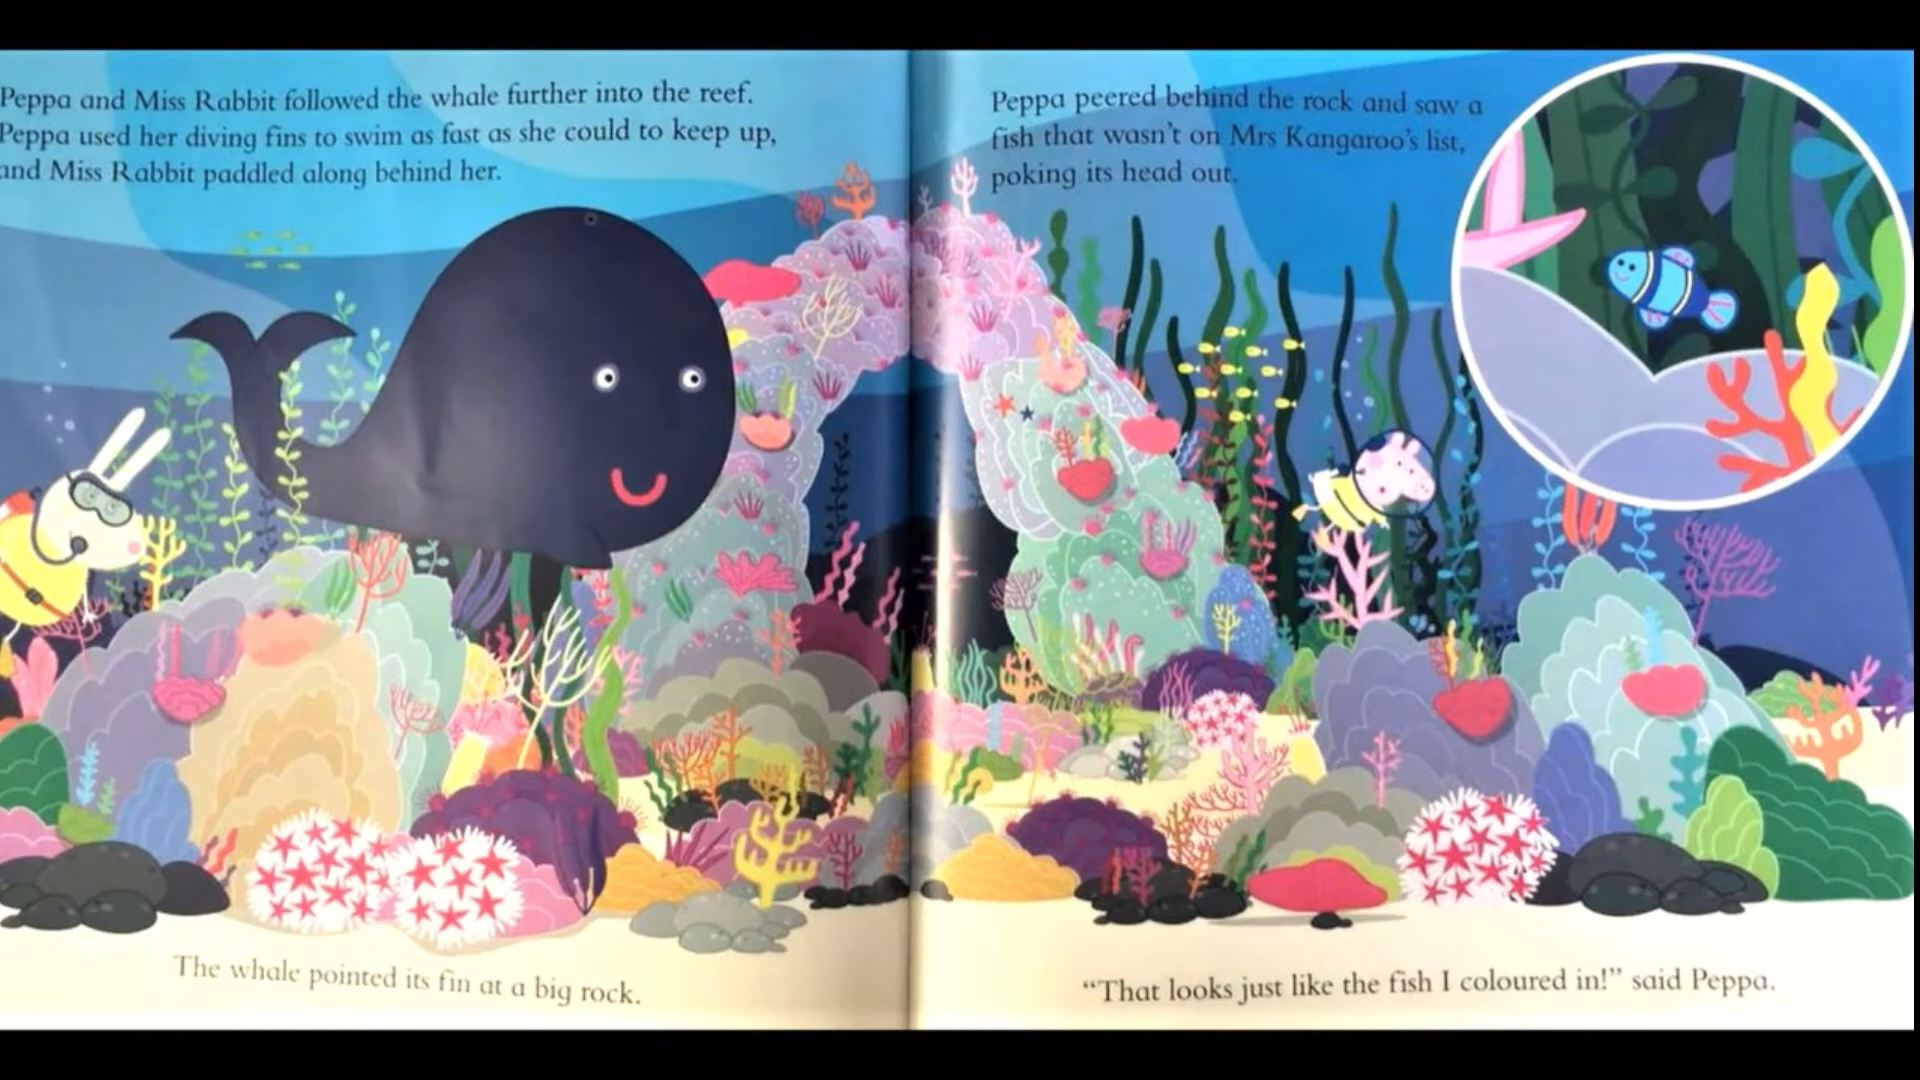 Peppa and Miss Rabbit followed the whale further into the reef.
Peppa used her diving fins to swim as fast as she could to keep up,
and Miss Rabbit paddled along behind her.
The whale pointed its fin at a big rock.
Peppa peered behind the rock and saw a
fish that wasn't on Mrs Kangaroo's list,
poking its head out.
“That looks just like the fish I coloured in!” said Peppa.